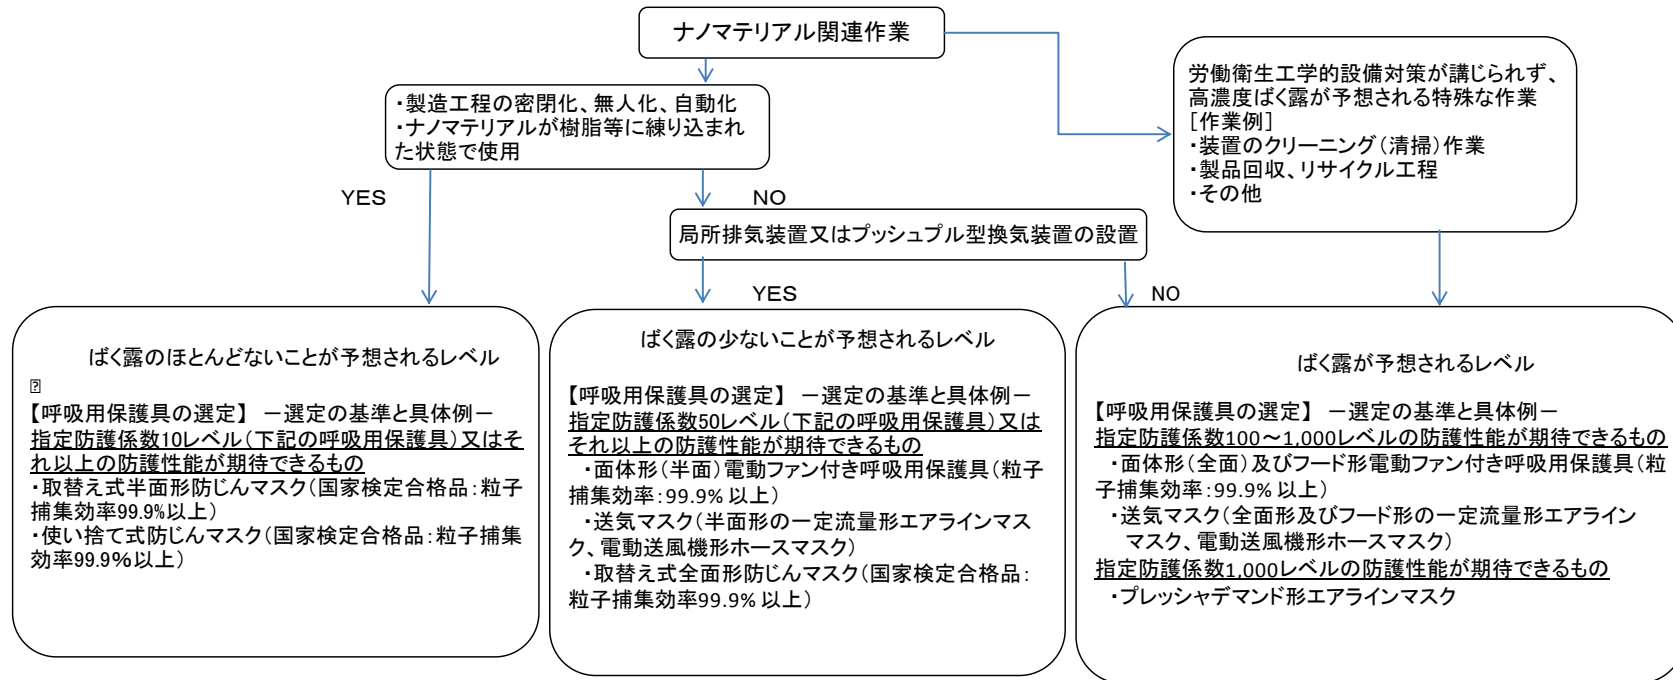 ナノマテリアル関連作業
・製造工程の密閉化、無人化、自動化
・ナノマテリアルが樹脂等に練り込まれ
た状態で使用
労働衛生工学的設備対策が講じられず、
高濃度ばく露が予想される特殊な作業
[作業例]
・装置のクリーニング(清掃)作業
・製品回収、リサイクル工程
・その他
YES
NO
局所排気装置又はプッシュプル型換気装置の設置
YES
NO
ばく露のほとんどないことが予想されるレベル
【呼吸用保護具の選定】 -選定の基準と具体例-
指定防護係数10レベル(下記の呼吸用保護具)又はそ
れ以上の防護性能が期待できるもの
・取替え式半面形防じんマスク(国家検定合格品:粒子
捕集効率99.9%以上)
・使い捨て式防じんマスク(国家検定合格品:粒子捕集
効率99.9%以上)
ばく露の少ないことが予想されるレベル
【呼吸用保護具の選定】 -選定の基準と具体例-
指定防護係数50レベル(下記の呼吸用保護具)又は
それ以上の防護性能が期待できるもの
・面体形(半面)電動ファン付き呼吸用保護具(粒子
捕集効率:99.9%以上)
・送気マスク(半面形の一定流量形エアラインマス
ク、電動送風機形ホースマスク)
・取替え式全面形防じんマスク(国家検定合格品:
粒子捕集効率99.9%以上)
ばく露が予想されるレベル
【呼吸用保護具の選定】 -選定の基準と具体例-
指定防護係数100~1,000レベルの防護性能が期待できるもの
・面体形(全面)及びフード形電動ファン付き呼吸用保護具(粒
子捕集効率:99.9%以上)
・送気マスク(全面形及びフード形の一定流量形エアライン
マスク、電動送風機形ホースマスク)
指定防護係数1,000レベルの防護性能が期待できるもの
・プレッシャデマンド形エアラインマスク